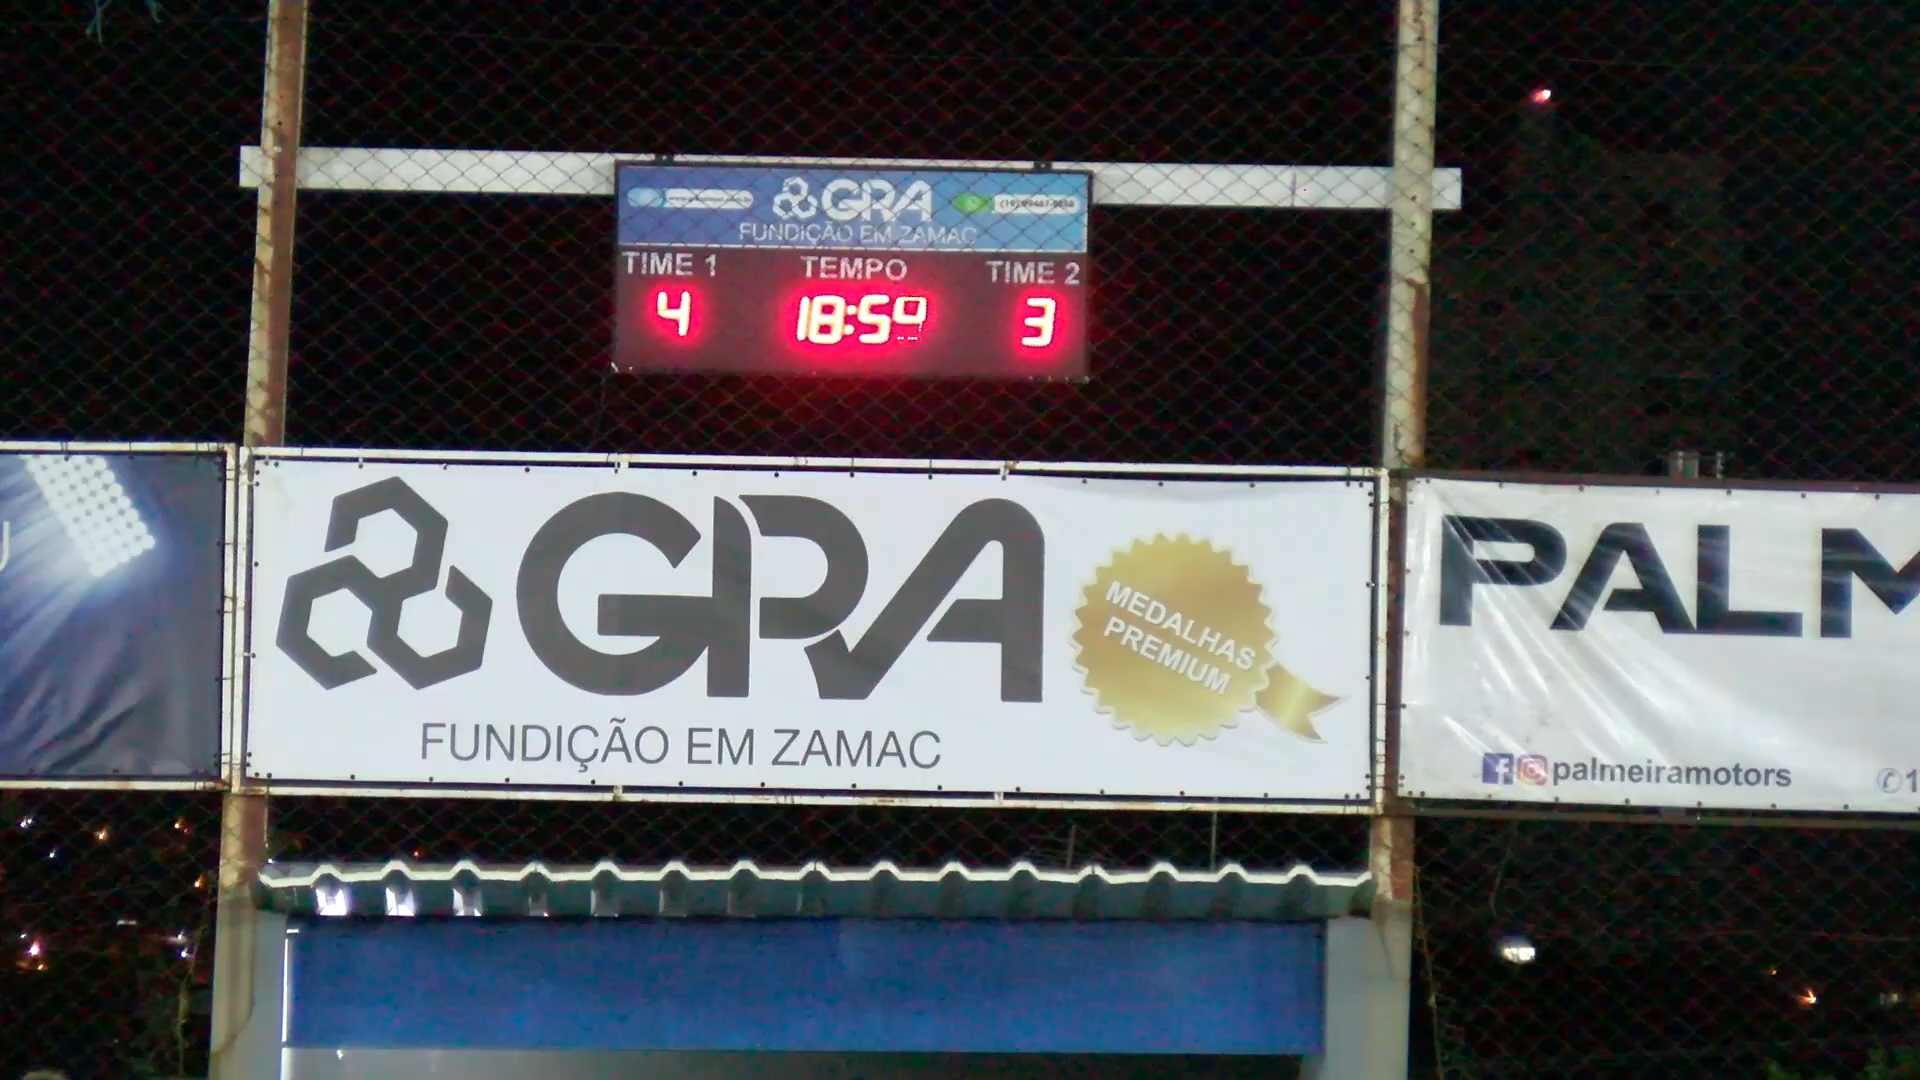 GRA
FUNDIÇÃO EM ZAMAC
TIME 1 TEMPO TIME 2
4 18:50 3
GRA
MEDALHAS
PREMIUM
FUNDIÇÃO EM ZAMAC
PALM
palmeiramotors